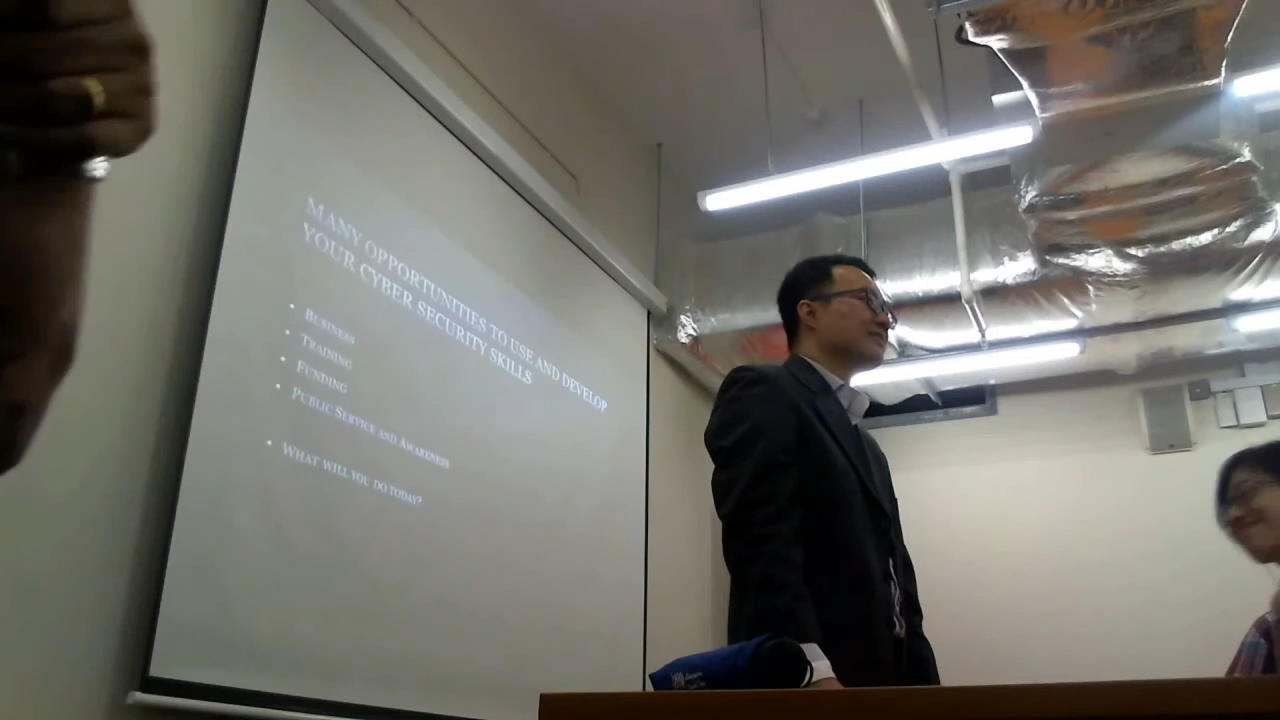 MANY OPPORTUNITIES TO USE AND DEVELOP
YOUR CYBER SECURITY SKILLS
• BUSINESS
• TRAINING
• FUNDING
• PUBLIC SERVICE AND AWARENESS
• WHAT WILL YOU DO TODAY?